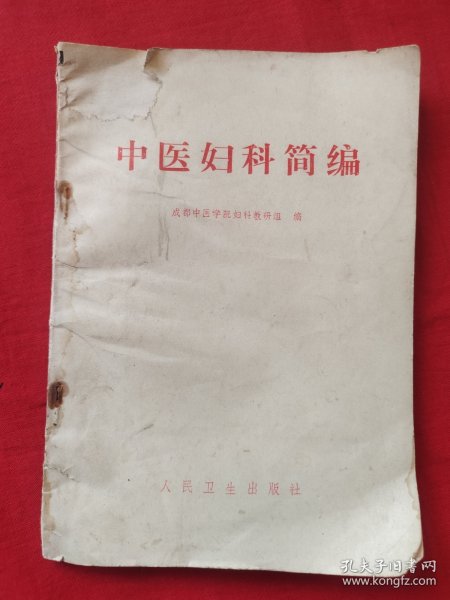 中医妇科简编
成都中医学院妇科教研组 编
人民卫生出版社
孔夫子旧书网
www.kongfz.com